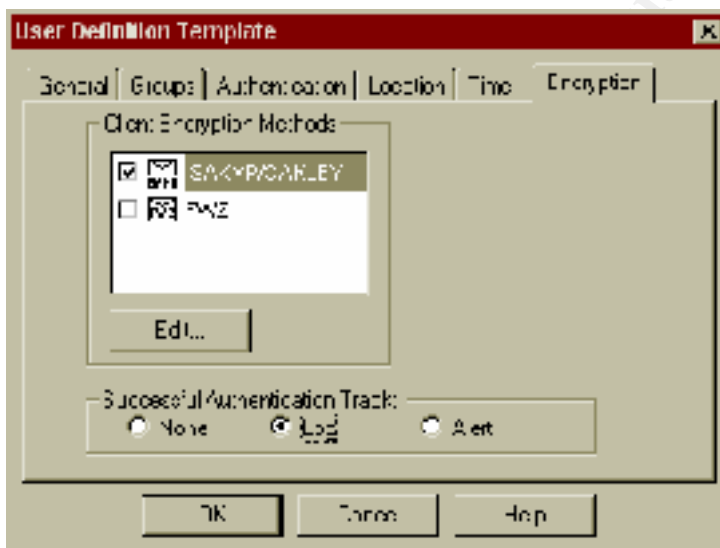 User Definition Template
General Groups Authentication Location Time Encryption
Client Encryption Methods
ISAKMP/OAKLEY
FWZ
Edit...
Successful Authentication Track:
None Log Alert
OK Cancel Help